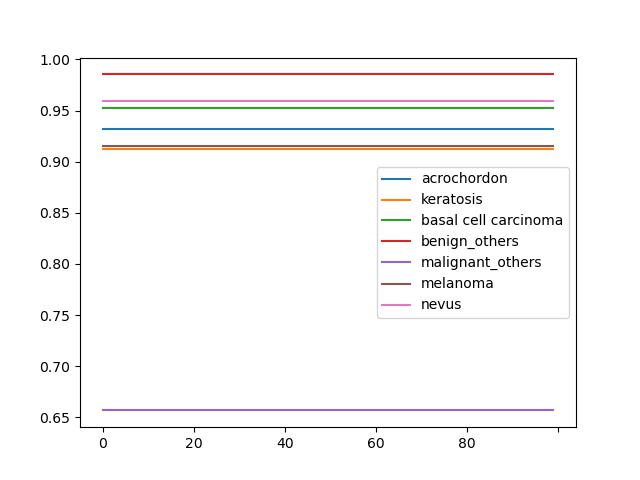 1.00
0.95
0.90
0.85
0.80
0.75
0.70
0.65
0 20 40 60 80
acrochordon
keratosis
basal cell carcinoma
benign_others
malignant_others
melanoma
nevus